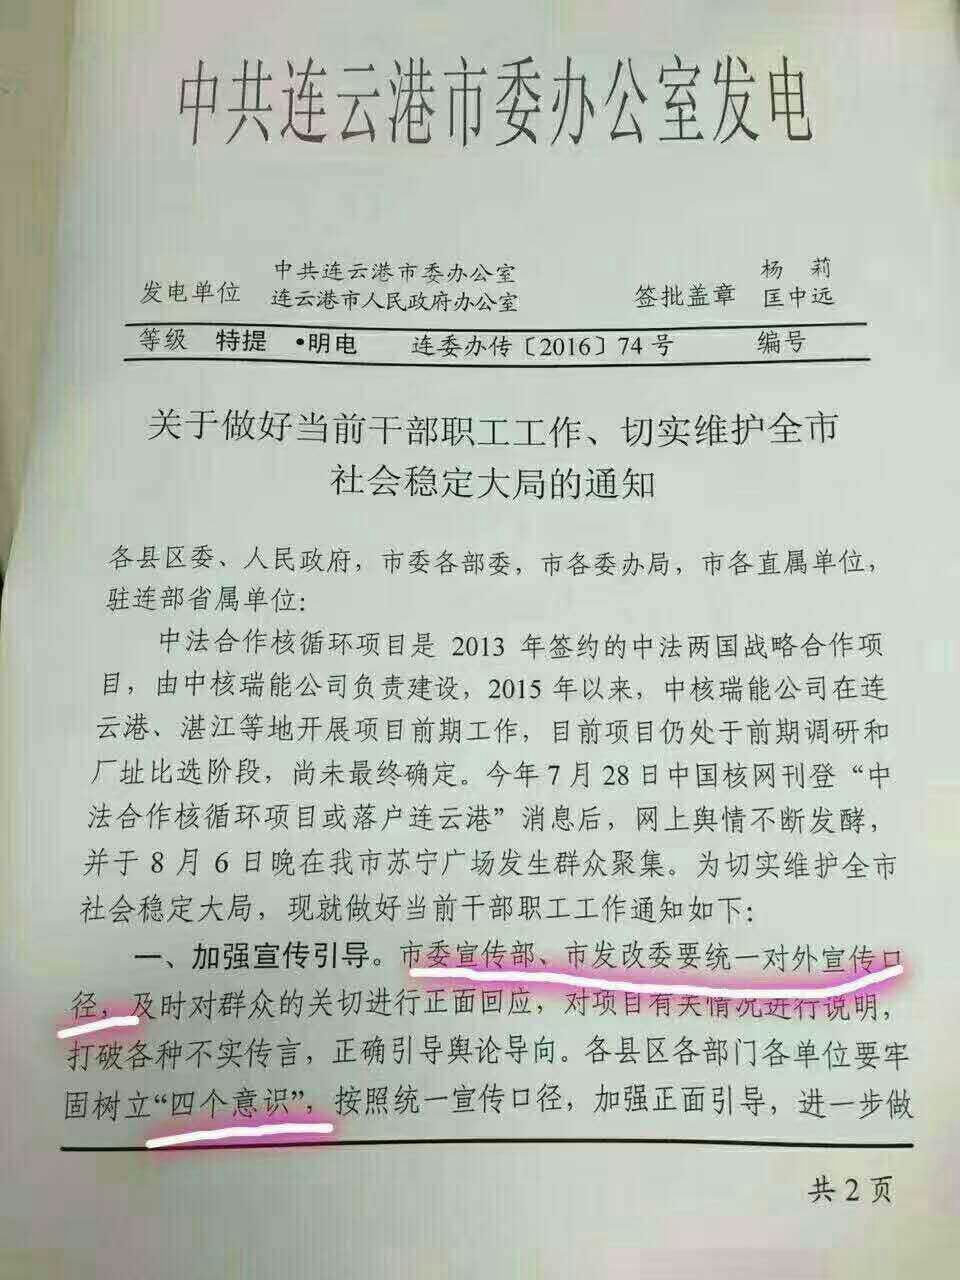 中共连云港市委办公室发电
发电单位 中共连云港市委办公室 签批盖章 杨莉
连云港市人民政府办公室 匡中远
等级 特提·明电 连委办传〔2016〕74号 编号
关于做好当前干部职工工作、切实维护全市
社会稳定大局的通知
各县区委、人民政府，市委各部委，市各委办局，市各直属单位，
驻连部省属单位：
中法合作核循环项目是 2013 年签约的中法两国战略合作项
目，由中核瑞能公司负责建设，2015 年以来，中核瑞能公司在连
云港、湛江等地开展项目前期工作，目前项目仍处于前期调研和
厂址比选阶段，尚未最终确定。今年 7 月 28 日中国核网刊登“中
法合作核循环项目或落户连云港”消息后，网上舆情不断发酵，
并于 8 月 6 日晚在我市苏宁广场发生群众聚集。为切实维护全市
社会稳定大局，现就做好当前干部职工工作通知如下：
一、加强宣传引导。市委宣传部、市发改委要统一对外宣传口
径，及时对群众的关切进行正面回应，对项目有关情况进行说明，
打破各种不实传言，正确引导舆论导向。各县区各部门各单位要牢
固树立“四个意识”，按照统一宣传口径，加强正面引导，进一步做
共 2 页